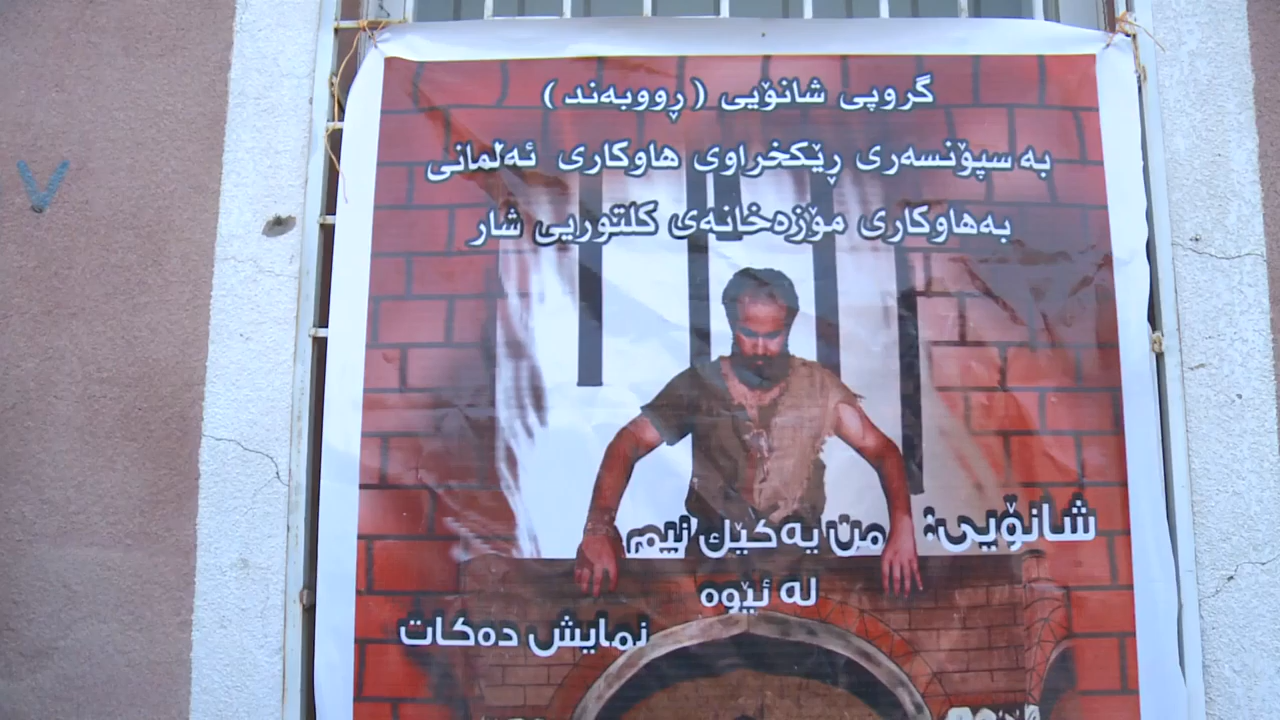 گروپی شانۆیی (ڕووبەند)
بە سپۆنسەری ڕێکخراوی هاوکاری ئەڵمانی
بەهاوکاری مۆزەخانەی کلتوریی شار
شانۆیی: من یەکێك نیم
لە ئێوە
نمایش دەکات
V